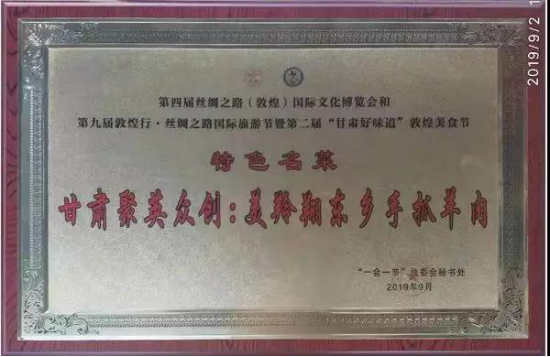 第四届丝绸之路（敦煌）国际文化博览会和
第九届敦煌行·丝绸之路国际旅游节暨第二届“甘肃好味道”敦煌美食节
特色名菜
甘肃聚英众创：美羚翔东乡手抓羊肉
“一会一节”执委会秘书处
2019年9月
2019/9/2